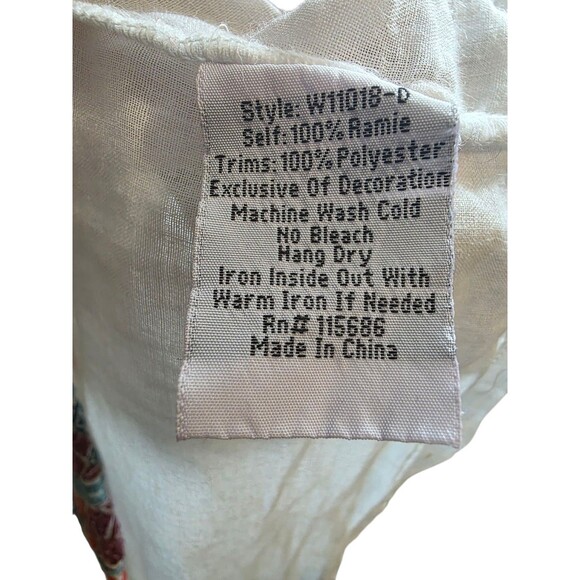 Style: W11018-D
Self: 100% Ramie
Trims: 100% Polyester
Exclusive Of Decoration
Machine Wash Cold
No Bleach
Hang Dry
Iron Inside Out With
Warm Iron If Needed
Rn# 115686
Made In China